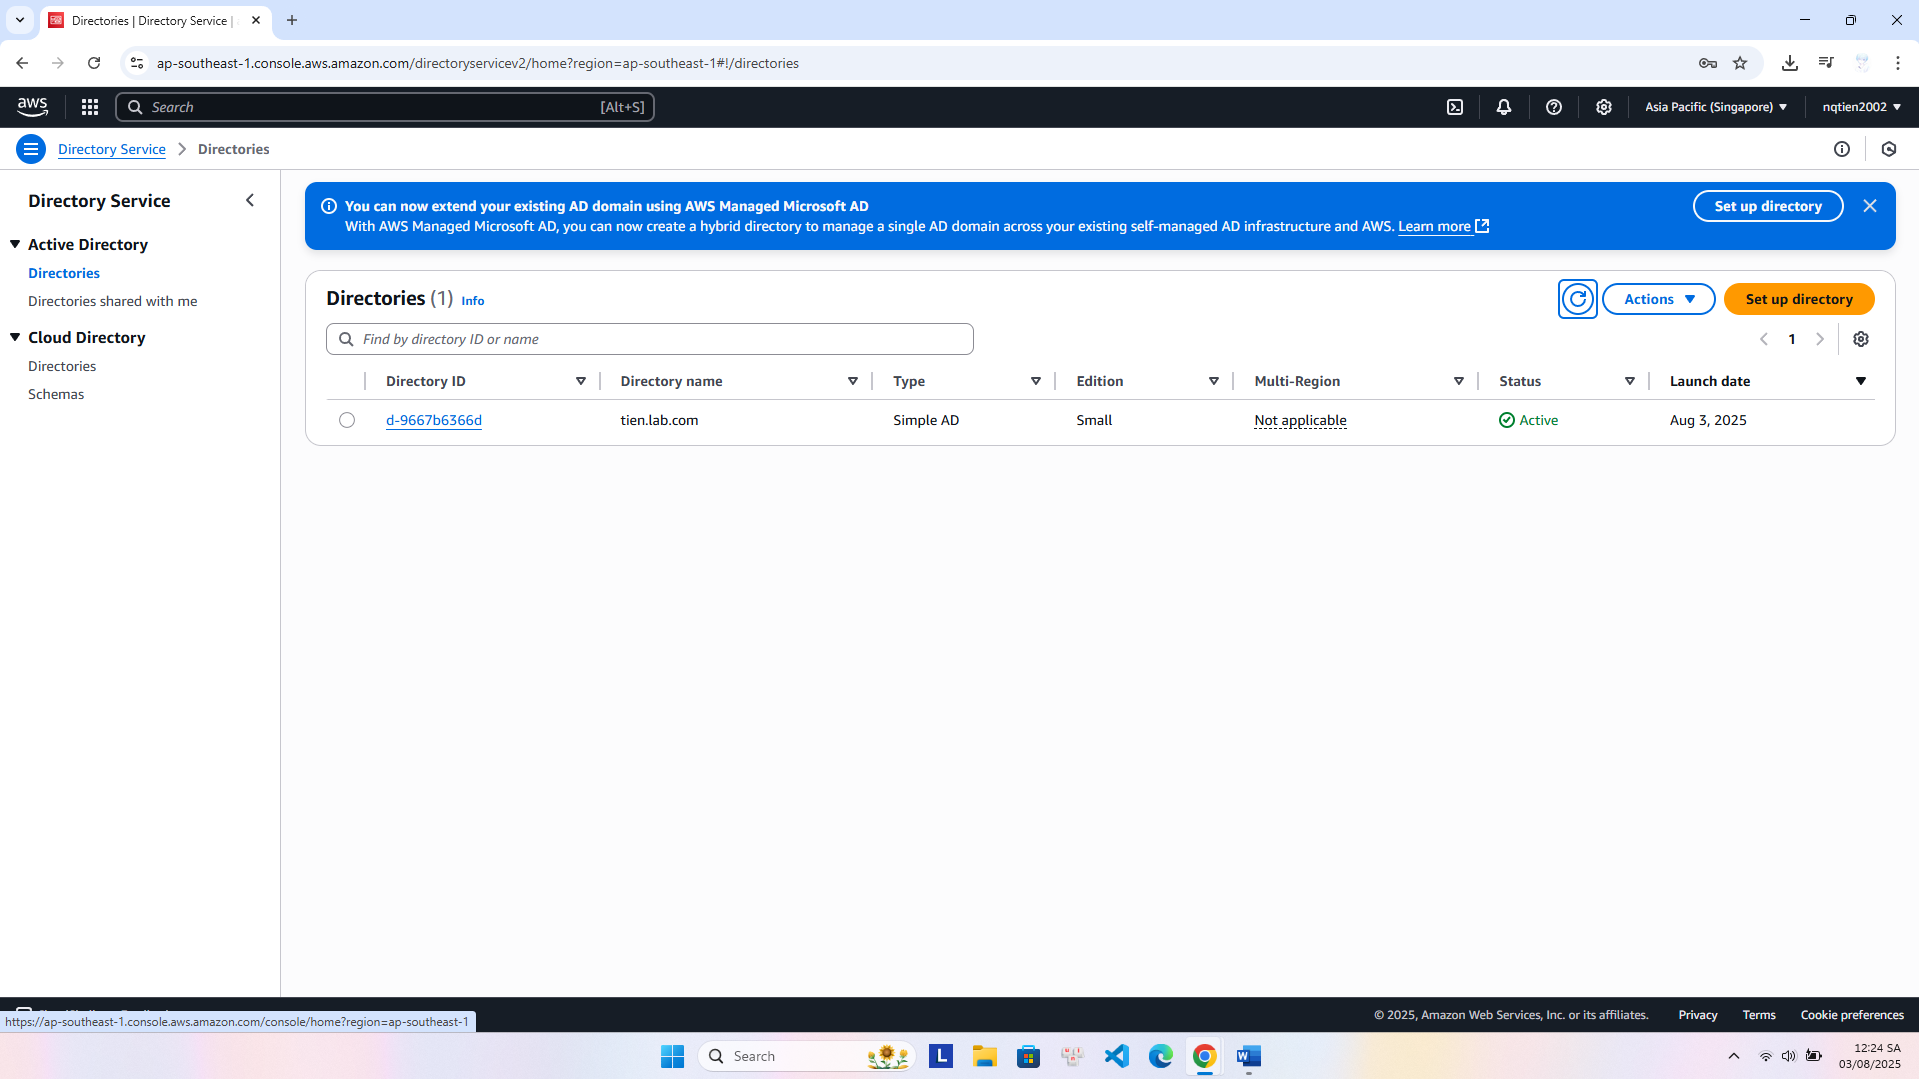 Directories | Directory Service |
ap-southeast-1.console.aws.amazon.com/directoryservicev2/home?region=ap-southeast-1#!/directories
aws
Search
[Alt+S]
Asia Pacific (Singapore)
nqtien2002
Directory Service
Directories
Directory Service
Active Directory
Directories
Directories shared with me
Cloud Directory
Directories
Schemas
You can now extend your existing AD domain using AWS Managed Microsoft AD
With AWS Managed Microsoft AD, you can now create a hybrid directory to manage a single AD domain across your existing self-managed AD infrastructure and AWS. Learn more
Set up directory
Directories (1) Info
Actions
Set up directory
Find by directory ID or name
1
Directory ID Directory name Type Edition Multi-Region Status Launch date
d-9667b6366d tien.lab.com Simple AD Small Not applicable Active Aug 3, 2025
https://ap-southeast-1.console.aws.amazon.com/console/home?region=ap-southeast-1
© 2025, Amazon Web Services, Inc. or its affiliates. Privacy Terms Cookie preferences
Search
L
W
12:24 SA
03/08/2025